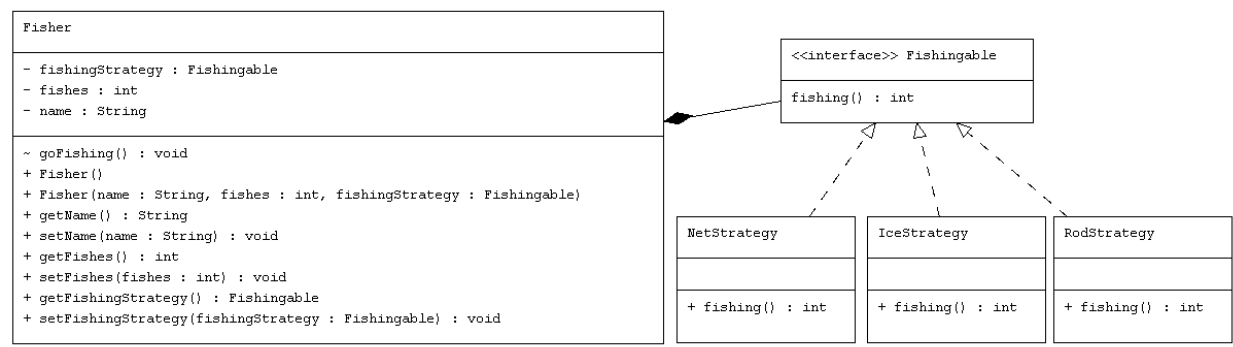 Fisher
- fishingStrategy : Fishingable
- fishes : int
- name : String
~ goFishing() : void
+ Fisher()
+ Fisher(name : String, fishes : int, fishingStrategy : Fishingable)
+ getName() : String
+ setName(name : String) : void
+ getFishes() : int
+ setFishes(fishes : int) : void
+ getFishingStrategy() : Fishingable
+ setFishingStrategy(fishingStrategy : Fishingable) : void
<<interface>> Fishingable
fishing() : int
NetStrategy
+ fishing() : int
IceStrategy
+ fishing() : int
RodStrategy
+ fishing() : int